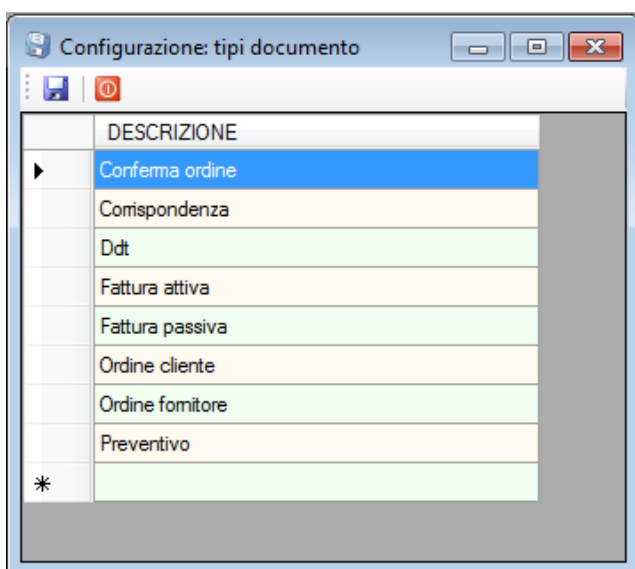 Configurazione: tipi documento
DESCRIZIONE
Conferma ordine
Corrispondenza
Ddt
Fattura attiva
Fattura passiva
Ordine cliente
Ordine fornitore
Preventivo